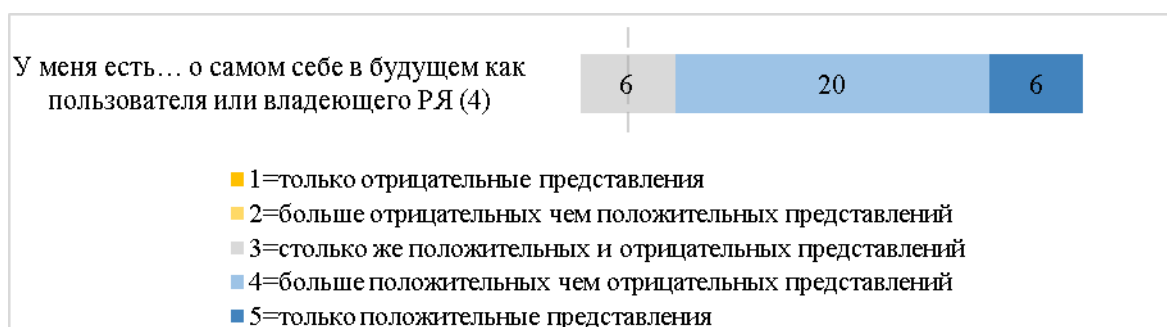 У меня есть… о самом себе в будущем как
пользователя или владеющего РЯ (4)
6 20 6
1=только отрицательные представления
2=больше отрицательных чем положительных представлений
3=столько же положительных и отрицательных представлений
4=больше положительных чем отрицательных представлений
5=только положительные представления